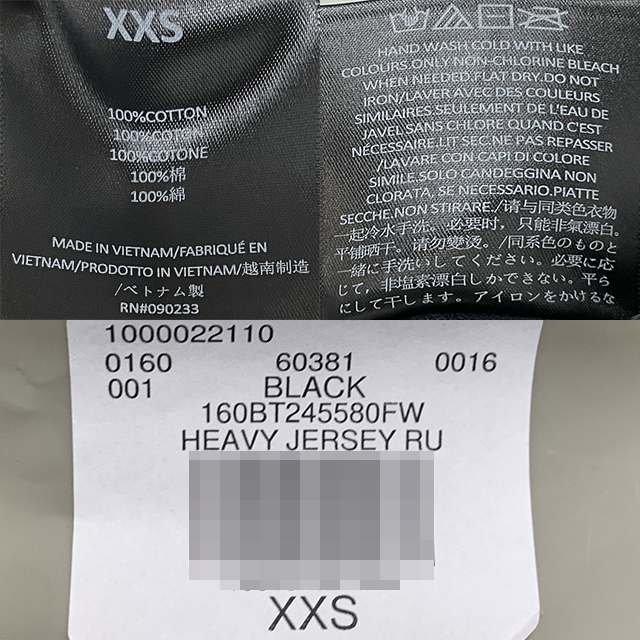 XXS
100%COTTON
100%COTON
100%COTONE
100%棉
100%綿
MADE IN VIETNAM/FABRIQUÉ EN
VIETNAM/PRODOTTO IN VIETNAM/越南制造
/ベトナム製
RN#090233
HAND WASH COLD WITH LIKE
COLOURS.ONLY NON-CHLORINE BLEACH
WHEN NEEDED.FLAT DRY.DO NOT
IRON/LAVER AVEC DES COULEURS
SIMILAIRES.SEULEMENT DE L'EAU DE
JAVEL SANS CHLORE QUAND C'EST
NÉCESSAIRE.LIT SEC NE PAS REPASSER
/LAVARE CON CAPI DI COLORE
SIMILE.SOLO CANDEGGINA NON
CLORATA, SE NECESSARIO.PIATTE
SECCHE.NON STIRARE./请与同类色衣物
一起冷水手洗。必要时，只能非氯漂白。
平铺晒干。请勿熨烫。/同系色のものと
一緒に手洗いしてください。必要に応
じて，非塩素漂白しかできない。平ら
にして干します。アイロンをかけるな
1000022110
0160 60381 0016
001 BLACK
160BT245580FW
HEAVY JERSEY RU
XXS